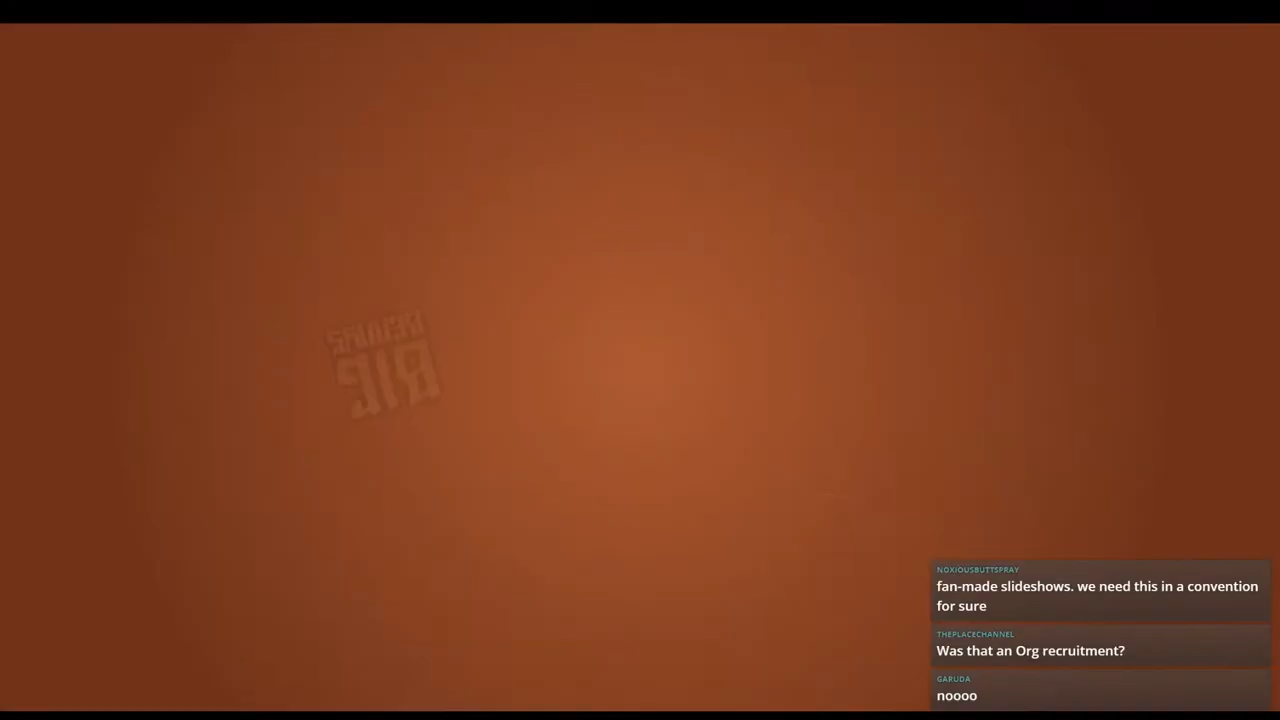 NOXIOUSBUTTSPRAY
fan-made slideshows. we need this in a convention
for sure
THEPLACECHANNEL
Was that an Org recruitment?
GARUDA
noooo